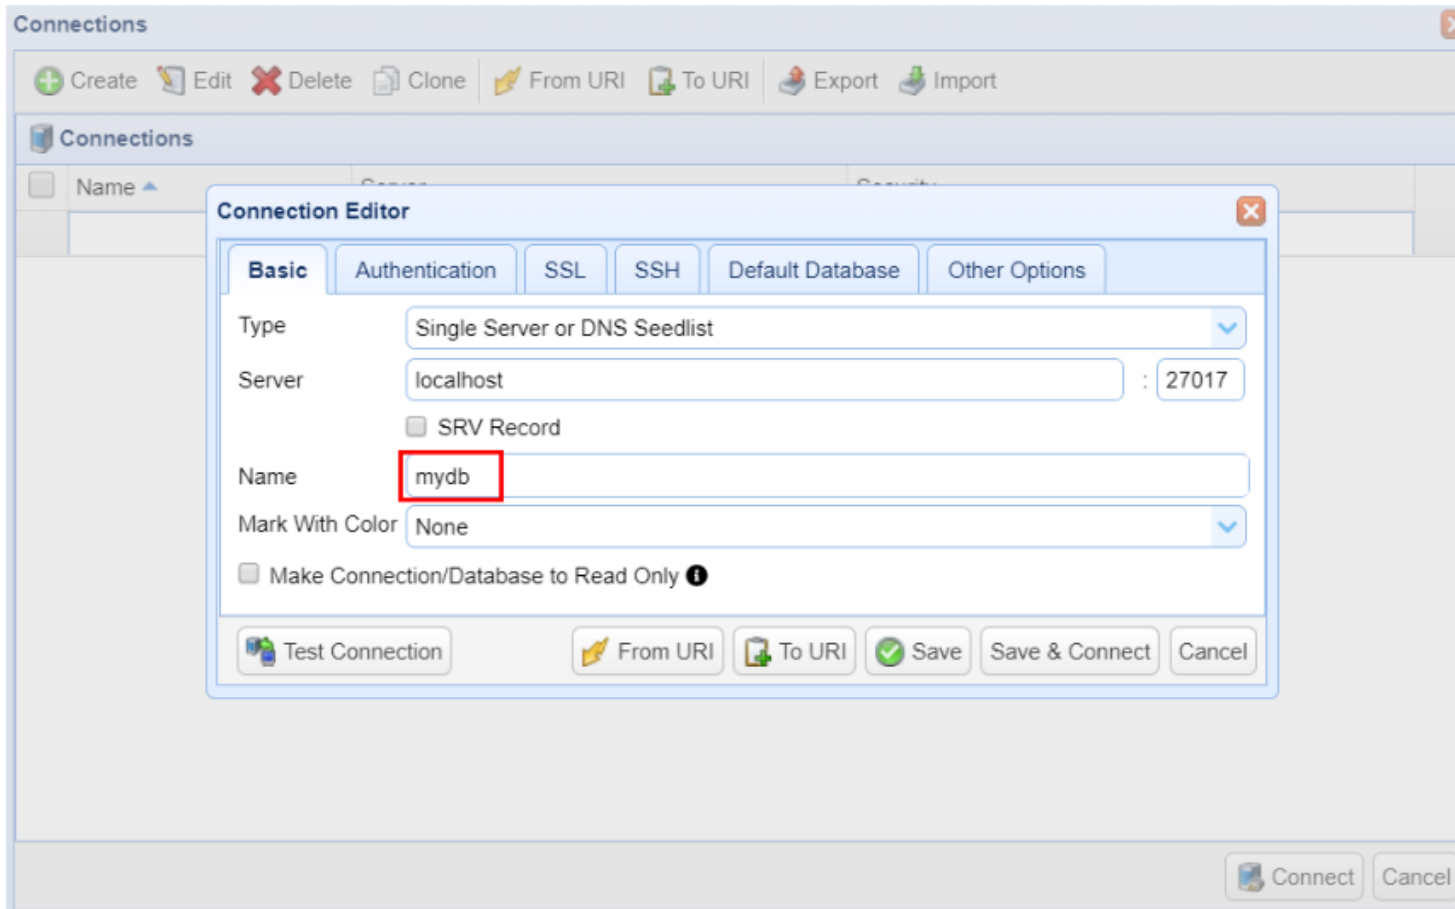 Connections
Create Edit Delete Clone From URI To URI Export Import
Connections
Name
Connection Editor
Basic Authentication SSL SSH Default Database Other Options
Type Single Server or DNS Seedlist
Server localhost : 27017
SRV Record
Name mydb
Mark With Color None
Make Connection/Database to Read Only
Test Connection From URI To URI Save Save & Connect Cancel
Connect Cancel